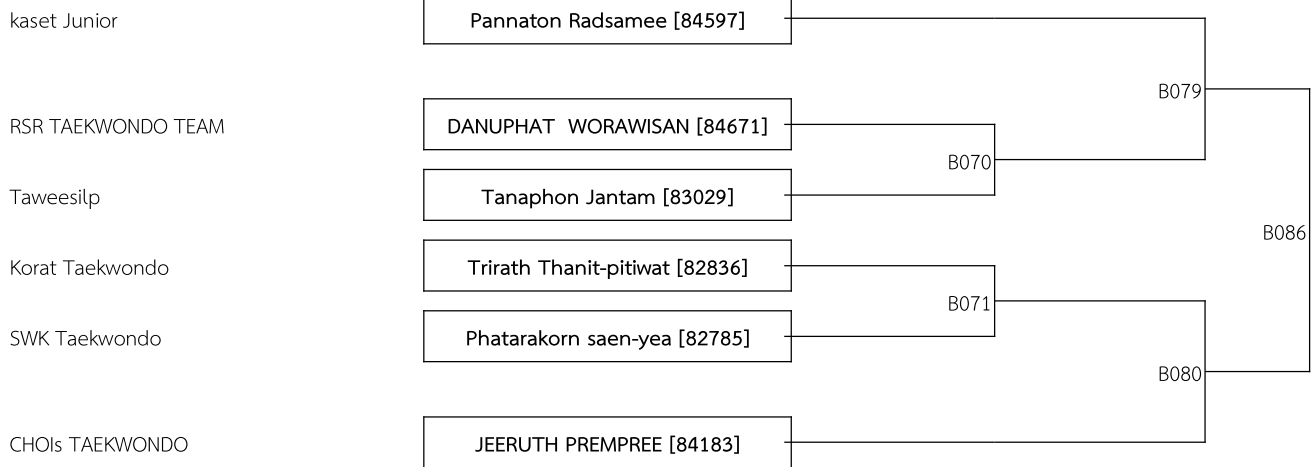 kaset Junior Pannaton Radsamee [84597]
B079
RSR TAEKWONDO TEAM DANUPHAT  WORAWISAN [84671]
B070
Taweesilp Tanaphon Jantam [83029]
B086
Korat Taekwondo Trirath Thanit-pitiwat [82836]
B071
SWK Taekwondo Phatarakorn saen-yea [82785]
B080
CHOIs TAEKWONDO JEERUTH PREMPREE [84183]